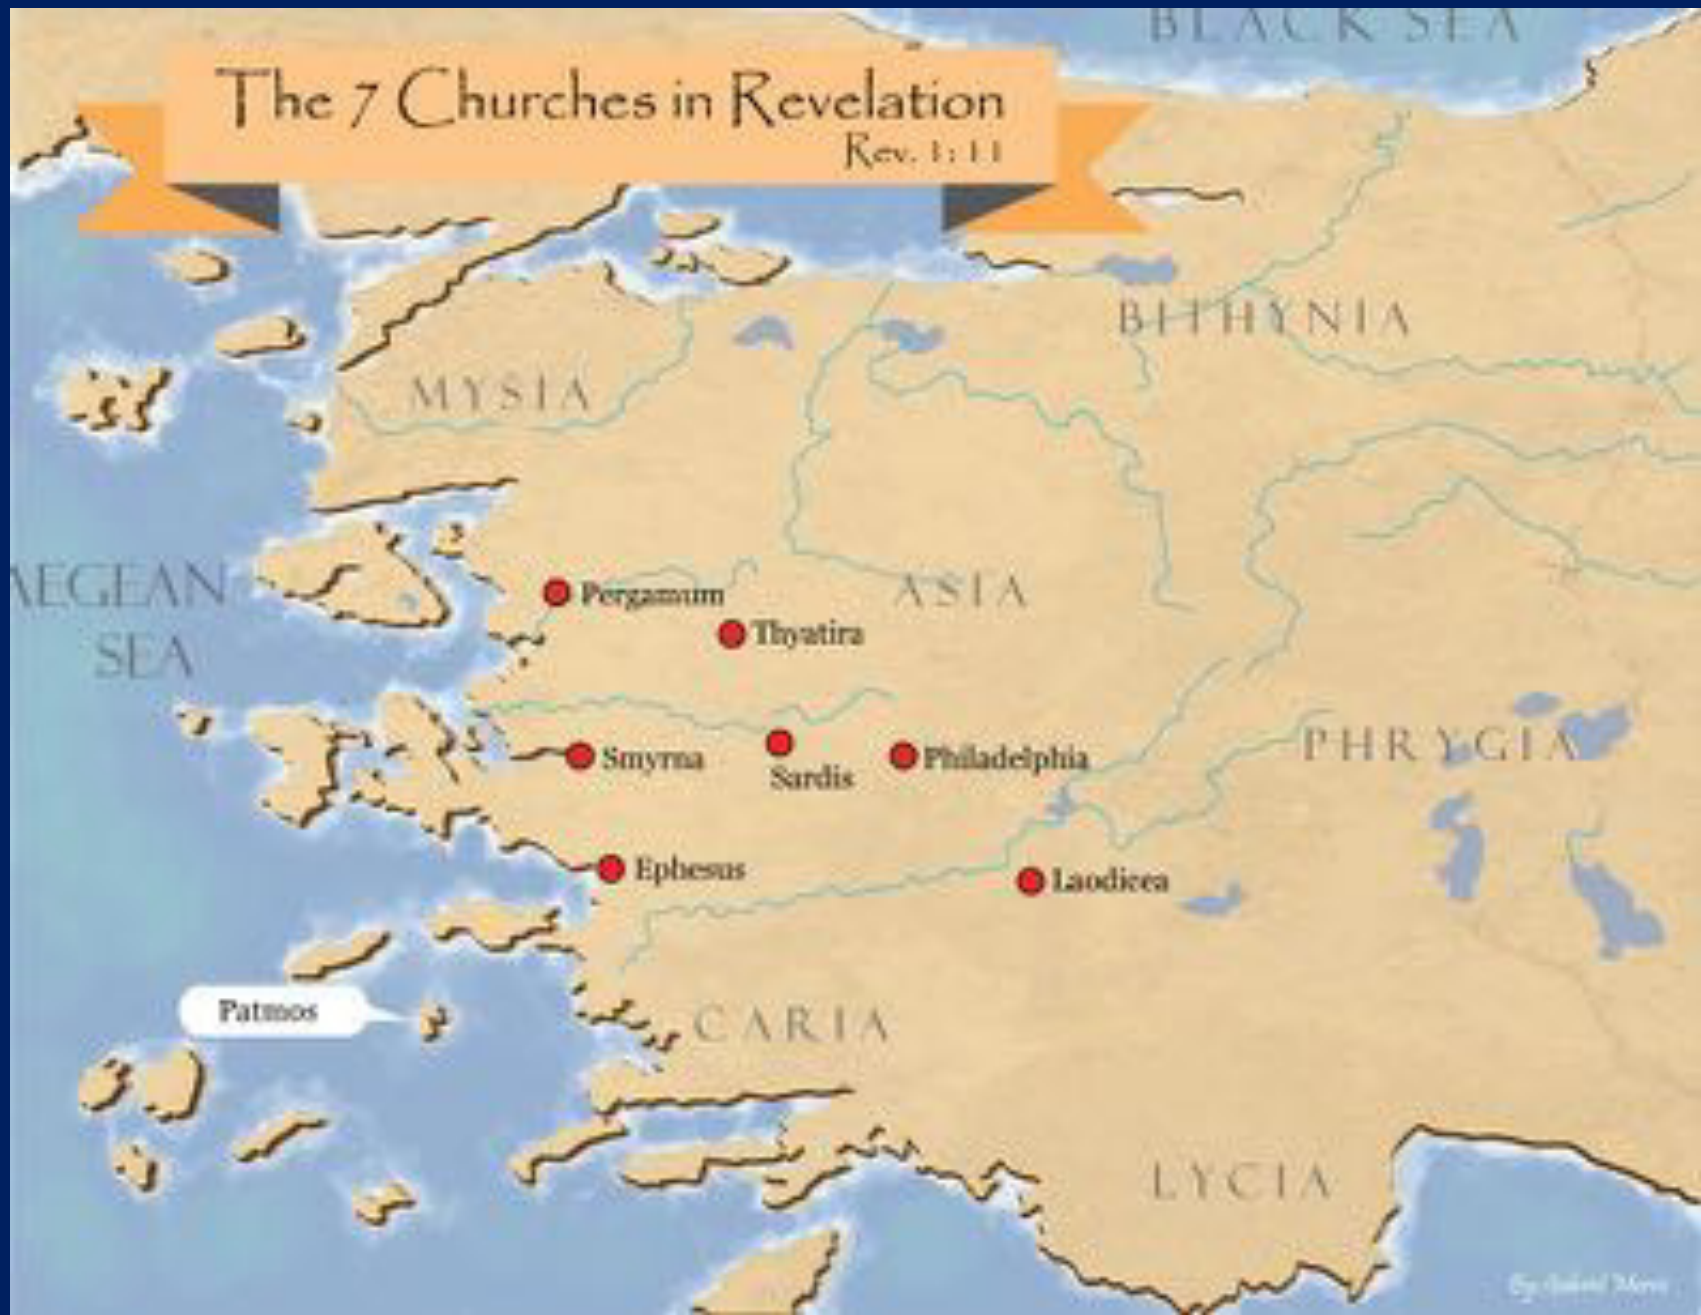 BLACK SEA
The 7 Churches in Revelation
Rev. 1:11
BITHYNIA
MYSIA
AEGEAN
SEA
ASIA
Pergamum
Thyatira
PHRYGIA
Smyrna
Sardis
Philadelphia
Ephesus
Laodicea
Patmos
CARIA
LYCIA
By: